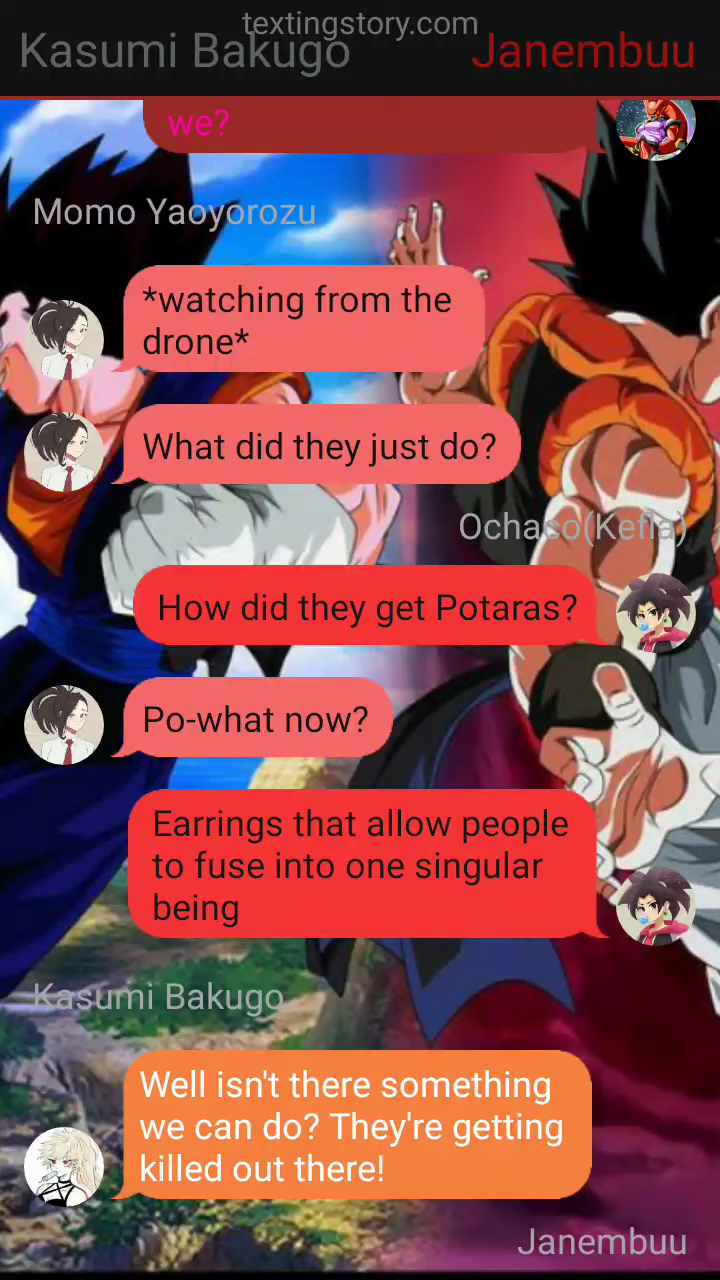 textingstory.com
Kasumi Bakugo
Janembuu
we?
Momo Yaoyorozu
*watching from the
drone*
What did they just do?
Ochaco(Kefla)
How did they get Potaras?
Po-what now?
Earrings that allow people
to fuse into one singular
being
Kasumi Bakugo
Well isn't there something
we can do? They're getting
killed out there!
Janembuu